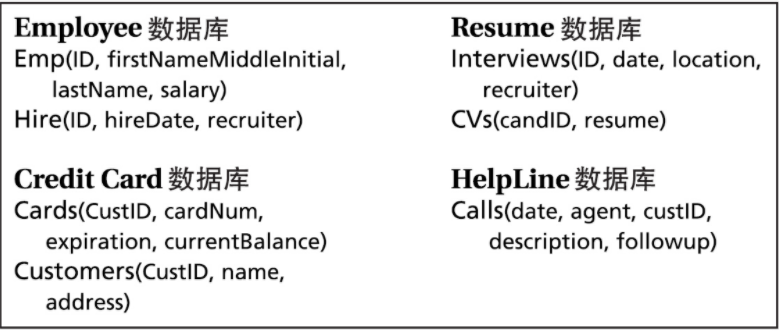 Employee 数据库
Emp(ID, firstNameMiddleInitial,
lastName, salary)
Hire(ID, hireDate, recruiter)
Resume 数据库
Interviews(ID, date, location,
recruiter)
CVs(candID, resume)
Credit Card 数据库
Cards(CustID, cardNum,
expiration, currentBalance)
Customers(CustID, name,
address)
HelpLine 数据库
Calls(date, agent, custID,
description, followup)